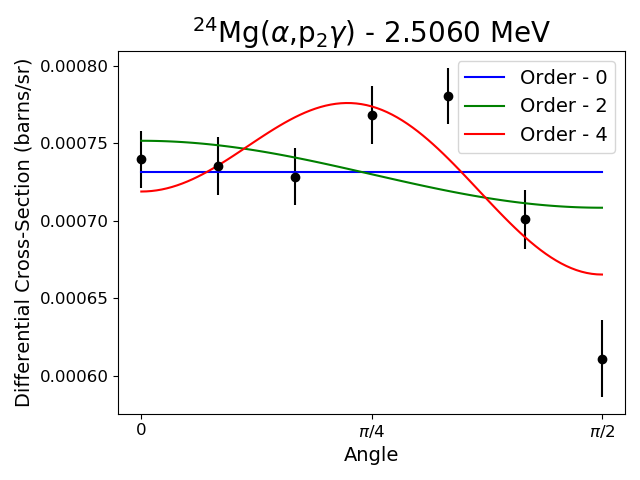 ²⁴Mg(α,p₂γ) - 2.5060 MeV
Differential Cross-Section (barns/sr)
0.00080
0.00075
0.00070
0.00065
0.00060
Order - 0
Order - 2
Order - 4
0
π/4
π/2
Angle